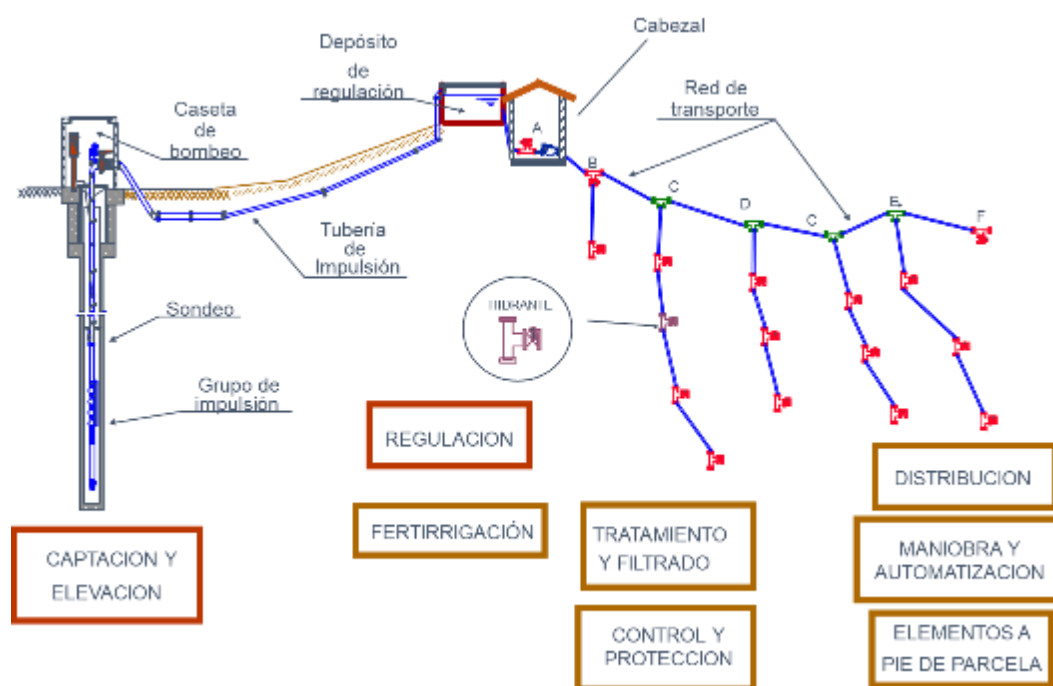 Depósito
de
regulación
Cabezal
Caseta
de
bombeo
Red de
transporte
A
B
C
D
C
E
F
Tubería
de
Impulsión
HIDRANTE
Sondeo
Grupo de
impulsión
REGULACION
FERTIRRIGACIÓN
CAPTACION Y
ELEVACION
TRATAMIENTO
Y FILTRADO
CONTROL Y
PROTECCION
DISTRIBUCION
MANIOBRA Y
AUTOMATIZACION
ELEMENTOS A
PIE DE PARCELA